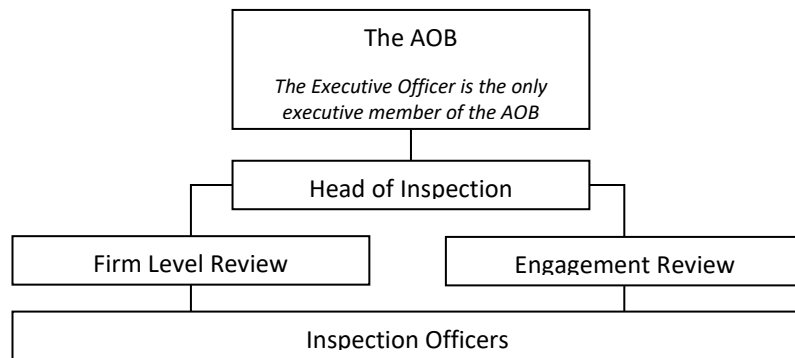 The AOB
The Executive Officer is the only
executive member of the AOB
Head of Inspection
Firm Level Review
Engagement Review
Inspection Officers